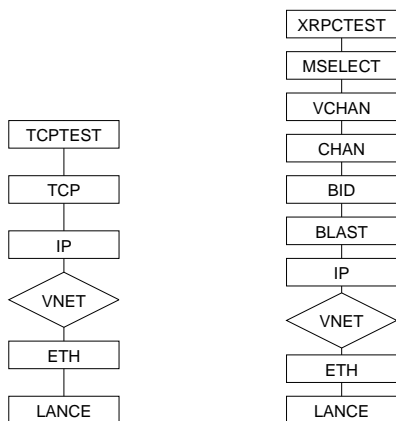 TCPTEST
TCP
IP
VNET
ETH
LANCE
XRPCTEST
MSELECT
VCHAN
CHAN
BID
BLAST
IP
VNET
ETH
LANCE